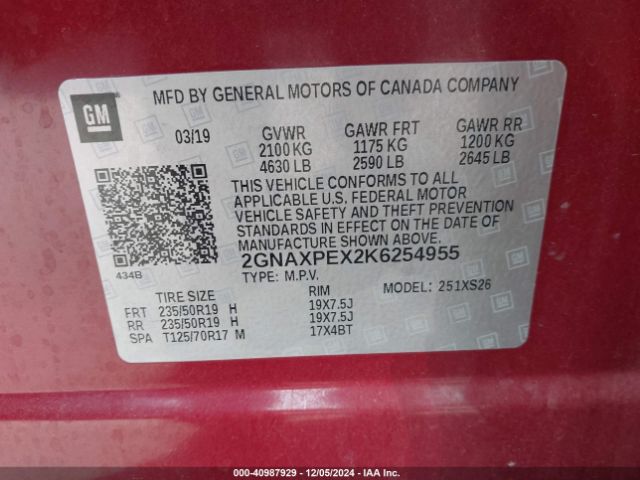 MFD BY GENERAL MOTORS OF CANADA COMPANY
GM
03/19 GVWR GAWR FRT GAWR RR
2100 KG 1175 KG 1200 KG
4630 LB 2590 LB 2645 LB
THIS VEHICLE CONFORMS TO ALL
APPLICABLE U.S. FEDERAL MOTOR
VEHICLE SAFETY AND THEFT PREVENTION
STANDARDS IN EFFECT ON THE DATE OF
MANUFACTURE SHOWN ABOVE.
2GNAXPEX2K6254955
434B
TYPE: M.P.V. MODEL: 251XS26
TIRE SIZE RIM
FRT 235/50R19 H 19X7.5J
RR 235/50R19 H 19X7.5J
SPA T125/70R17 M 17X4BT
000-40987929 - 12/05/2024 - IAA Inc.